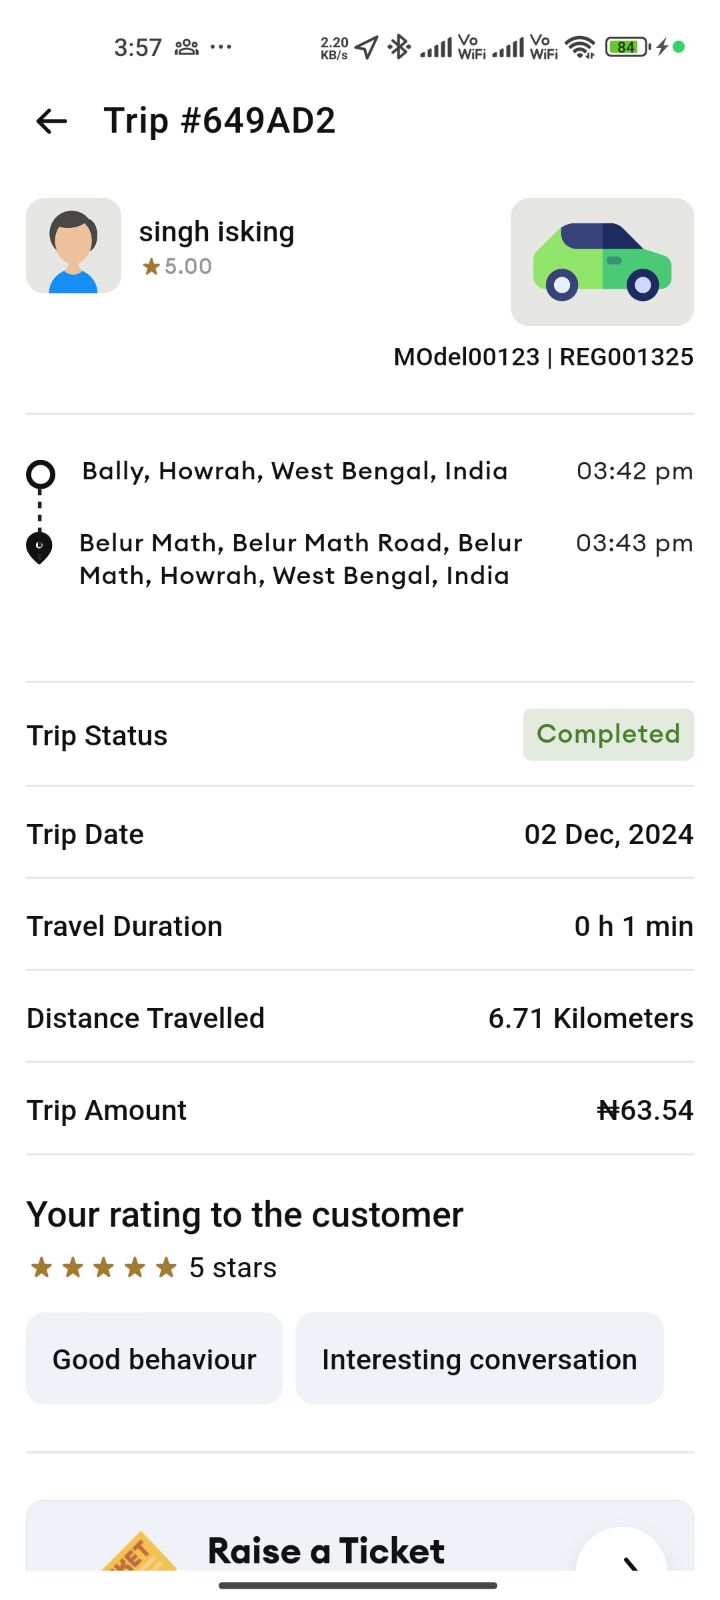 3:57 ... 2.20 KB/s Vo WiFi Vo WiFi 84
Trip #649AD2
singh isking
5.00
MOdel00123 | REG001325
Bally, Howrah, West Bengal, India 03:42 pm
Belur Math, Belur Math Road, Belur 03:43 pm
Math, Howrah, West Bengal, India
Trip Status Completed
Trip Date 02 Dec, 2024
Travel Duration 0 h 1 min
Distance Travelled 6.71 Kilometers
Trip Amount ₦63.54
Your rating to the customer
5 stars
Good behaviour Interesting conversation
Raise a Ticket